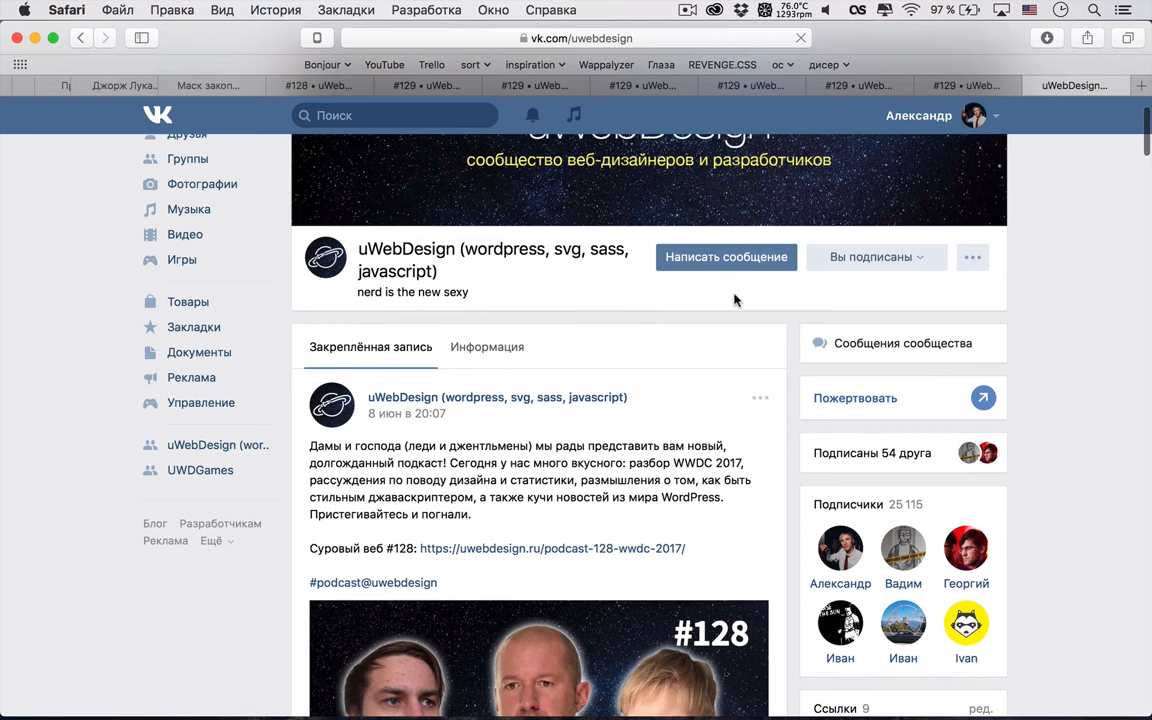 Safari Файл Правка Вид История Закладки Разработка Окно Справка
76.0°C
1293rpm
97 %
vk.com/uwebdesign
Bonjour YouTube Trello sort inspiration Wappalyzer Глаза REVENGE.CSS ос дисер
Джорж Лука... Маск закоп... #128 • uWeb... #129 • uWeb... #129 • uWeb... #129 • uWeb... #129 • uWeb... #129 • uWeb... #129 • uWeb... uWebDesign...
Поиск
Александр
Друзья
Группы
Фотографии
Музыка
Видео
Игры
Товары
Закладки
Документы
Реклама
Управление
uWebDesign (wor..
UWDGames
Блог Разработчикам
Реклама Ещё
uWebDesign
сообщество веб-дизайнеров и разработчиков
uWebDesign (wordpress, svg, sass,
javascript)
nerd is the new sexy
Написать сообщение
Вы подписаны
Закреплённая запись Информация
uWebDesign (wordpress, svg, sass, javascript)
8 июн в 20:07
Дамы и господа (леди и джентльмены) мы рады представить вам новый,
долгожданный подкаст! Сегодня у нас много вкусного: разбор WWDC 2017,
рассуждения по поводу дизайна и статистики, размышления о том, как быть
стильным джаваскриптером, а также кучи новостей из мира WordPress.
Пристегивайтесь и погнали.
Суровый веб #128: https://uwebdesign.ru/podcast-128-wwdc-2017/
#podcast@uwebdesign
#128
Сообщения сообщества
Пожертвовать
Подписаны 54 друга
Подписчики 25 115
Александр Вадим Георгий
Иван Иван Ivan
Ссылки 9 ред.